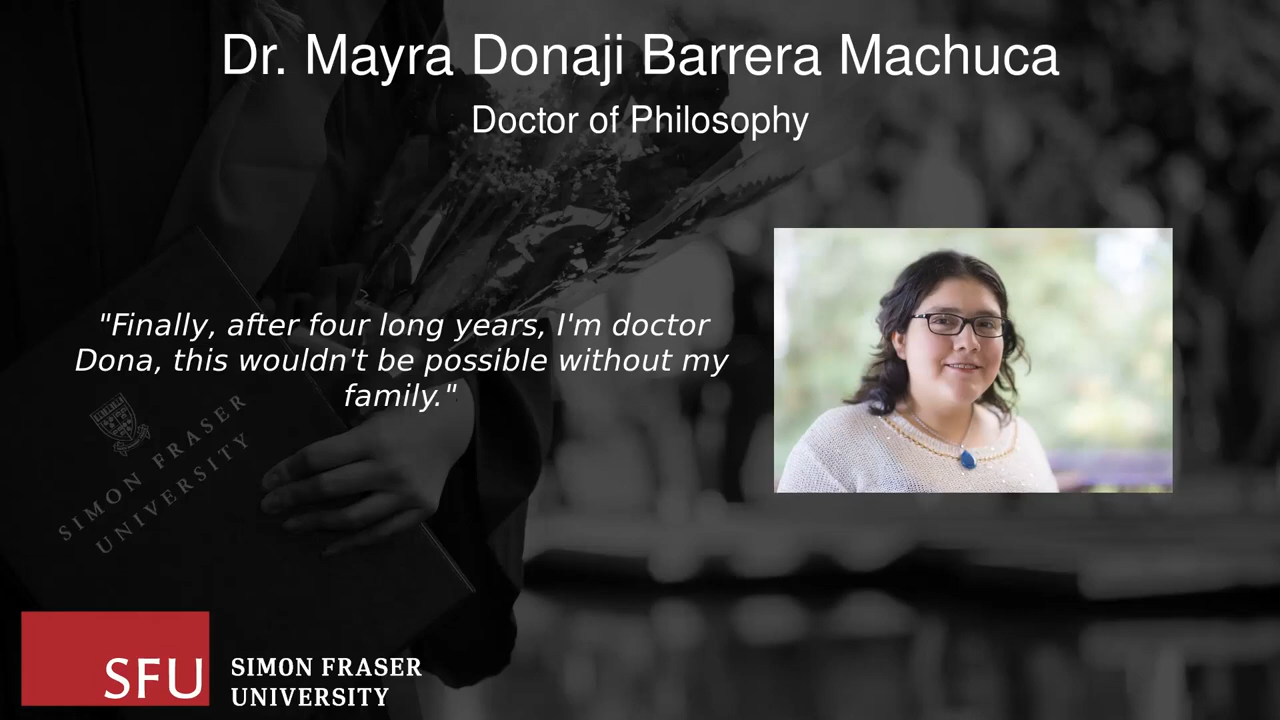 Dr. Mayra Donaji Barrera Machuca
Doctor of Philosophy
"Finally, after four long years, I'm doctor
Dona, this wouldn't be possible without my
family."
SIMON FRASER
UNIVERSITY
SFU
SIMON FRASER
UNIVERSITY